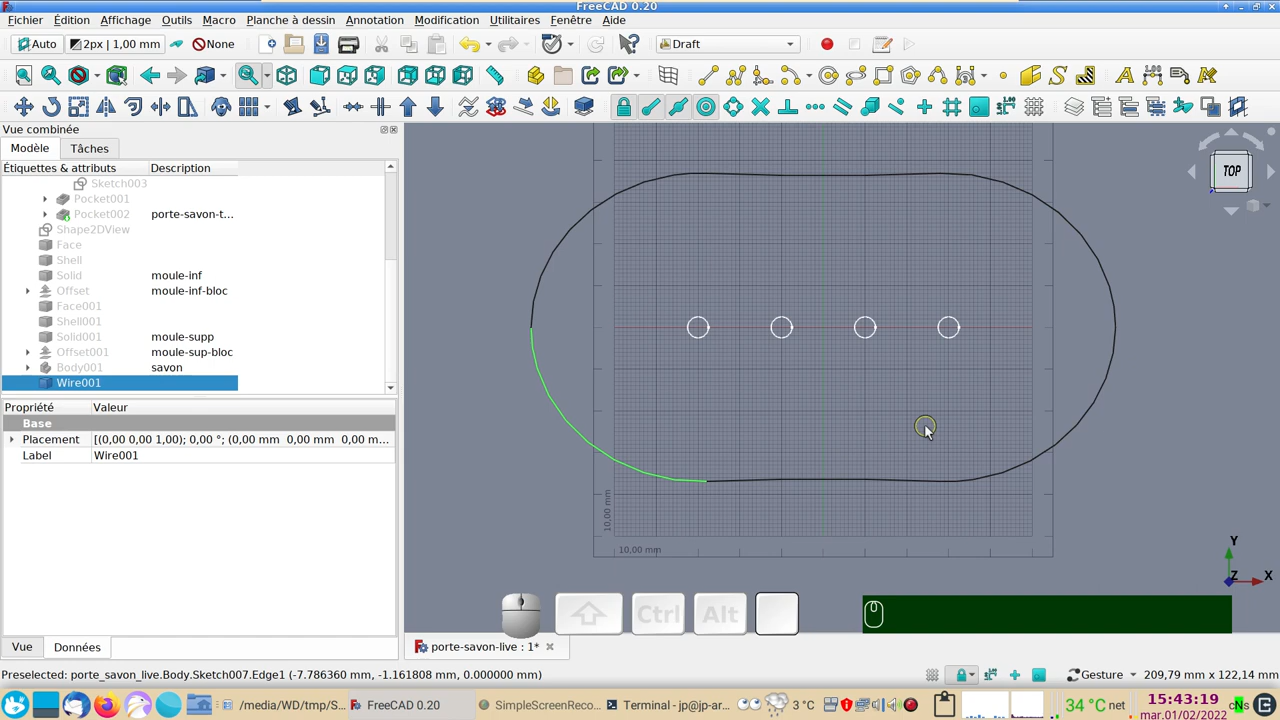 FreeCAD 0.20
Fichier Édition Affichage Outils Macro Planche à dessin Annotation Modification Utilitaires Fenêtre Aide
Auto 2px | 1,00 mm None Draft
Vue combinée
Modèle Tâches
Étiquettes & attributs Description
Sketch003
Pocket001
Pocket002 porte-savon-t...
Shape2DView
Face
Shell
Solid moule-inf
Offset moule-inf-bloc
Face001
Shell001
Solid001 moule-supp
Offset001 moule-sup-bloc
Body001 savon
Wire001
Propriété Valeur
Base
Placement [(0,00 0,00 1,00); 0,00 °; (0,00 mm 0,00 mm 0,00 m...
Label Wire001
TOP
10,00 mm
10,00 mm
Y
Z X
Ctrl Alt
Vue Données
porte-savon-live : 1*
Preselected: porte_savon_live.Body.Sketch007.Edge1 (-7.786360 mm, -1.161808 mm, 0.000000 mm) Gesture 209,79 mm x 122,14 mm
/media/WD/tmp/S... FreeCAD 0.20 SimpleScreenReco... Terminal - jp@jp-ar... 3 °C 34 °C net 15:43:19 cNs
mar.01/02/2022